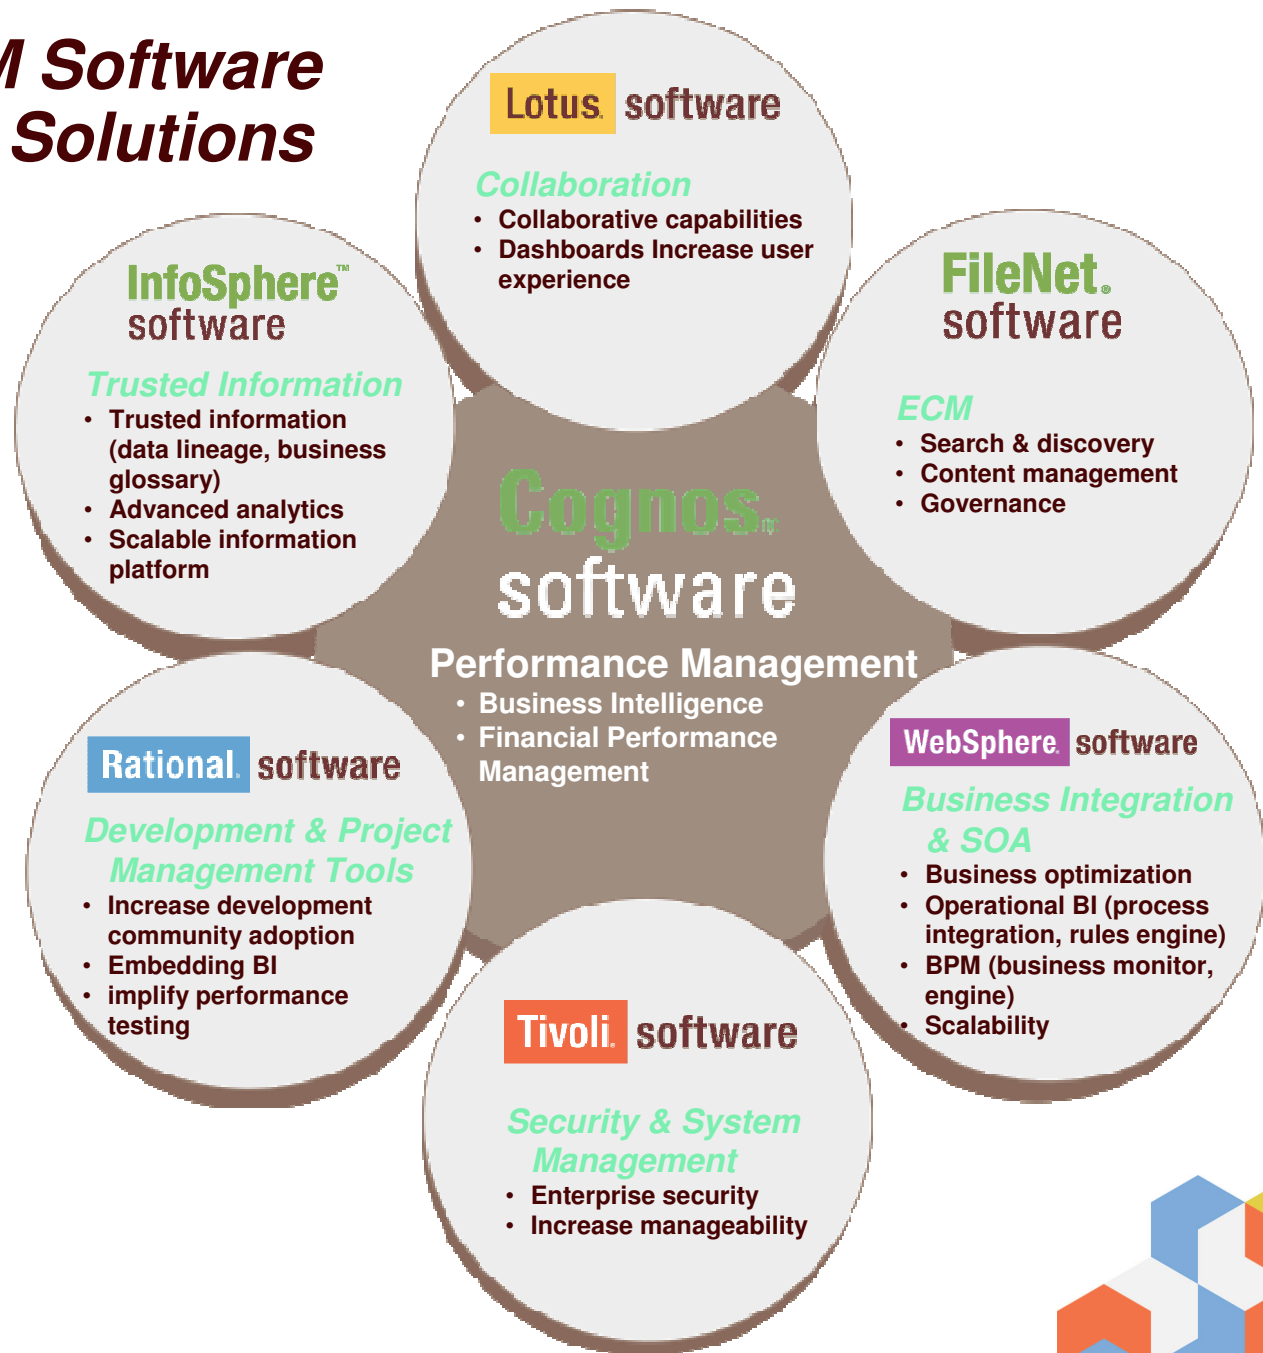 M Software
Solutions
Lotus. software
Collaboration
• Collaborative capabilities
• Dashboards Increase user
experience
InfoSphere™
software
Trusted Information
• Trusted information
(data lineage, business
glossary)
• Advanced analytics
• Scalable information
platform
FileNet®
software
ECM
• Search & discovery
• Content management
• Governance
Cognos
software
Performance Management
• Business Intelligence
• Financial Performance
Management
Rational. software
Development & Project
Management Tools
• Increase development
community adoption
• Embedding BI
• implify performance
testing
WebSphere. software
Business Integration
& SOA
• Business optimization
• Operational BI (process
integration, rules engine)
• BPM (business monitor,
engine)
• Scalability
Tivoli. software
Security & System
Management
• Enterprise security
• Increase manageability